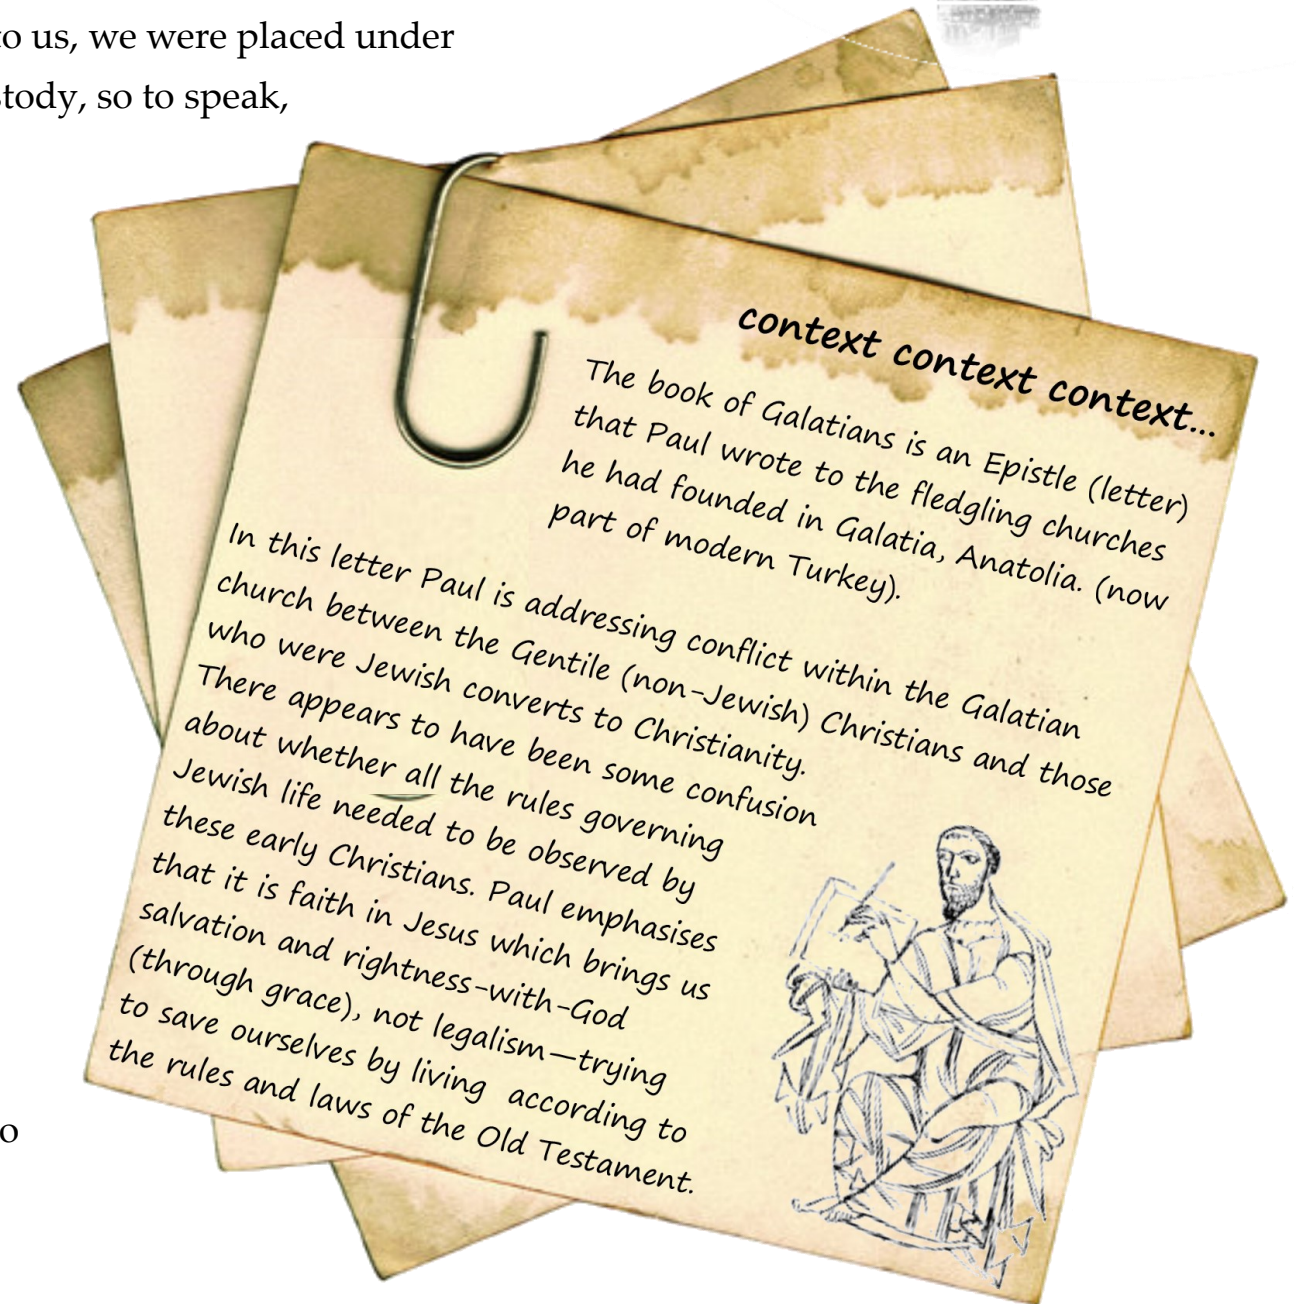 to us, we were placed under
stody, so to speak,
context context context...
The book of Galatians is an Epistle (letter)
that Paul wrote to the fledgling churches
he had founded in Galatia, Anatolia. (now
part of modern Turkey).
In this letter Paul is addressing conflict within the Galatian
church between the Gentile (non-Jewish) Christians and those
who were Jewish converts to Christianity.
There appears to have been some confusion
about whether all the rules governing
Jewish life needed to be observed by
these early Christians. Paul emphasises
that it is faith in Jesus which brings us
salvation and rightness-with-God
(through grace), not legalism—trying
to save ourselves by living according to
the rules and laws of the Old Testament.
o